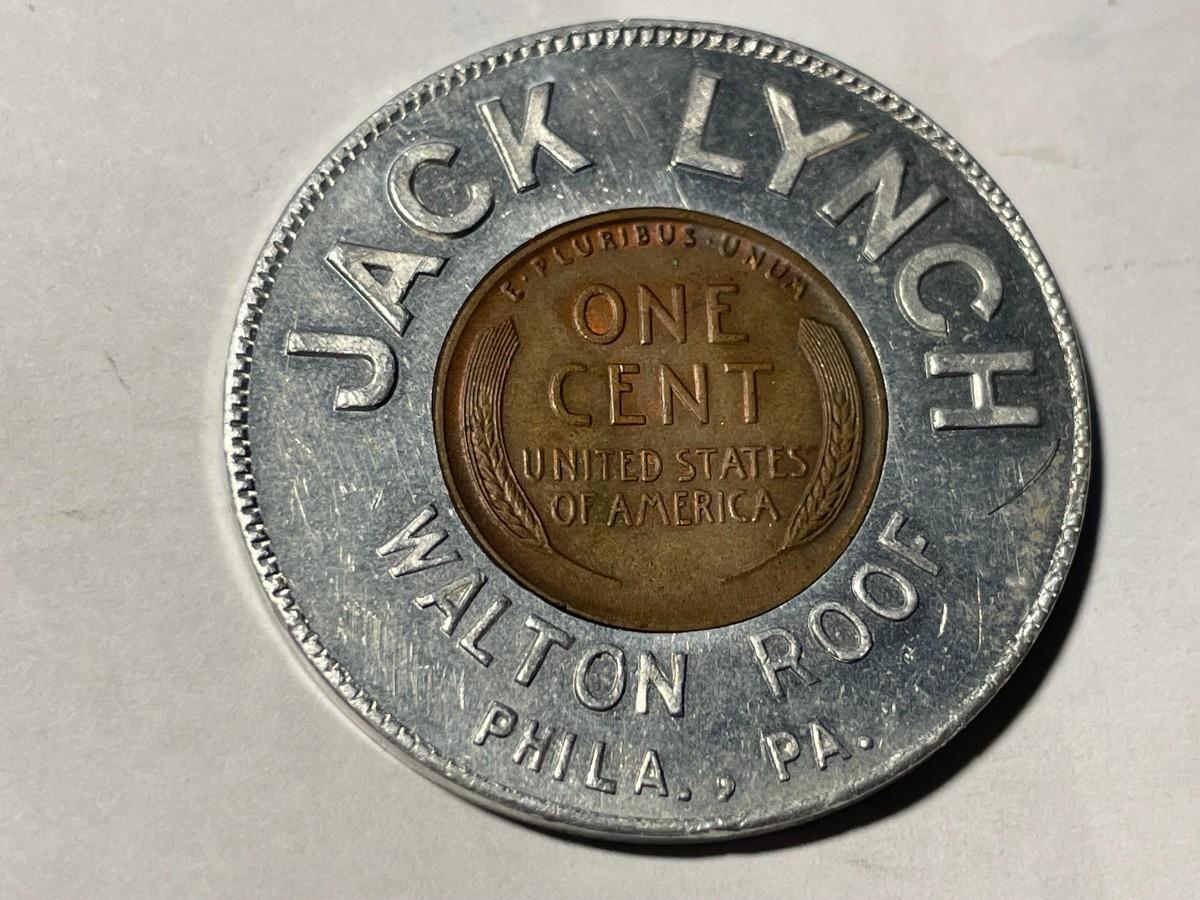 JACK LYNCH
E·PLURIBUS·UNUM
ONE
CENT
UNITED STATES
OF AMERICA
WALTON ROOF
PHILA., PA.